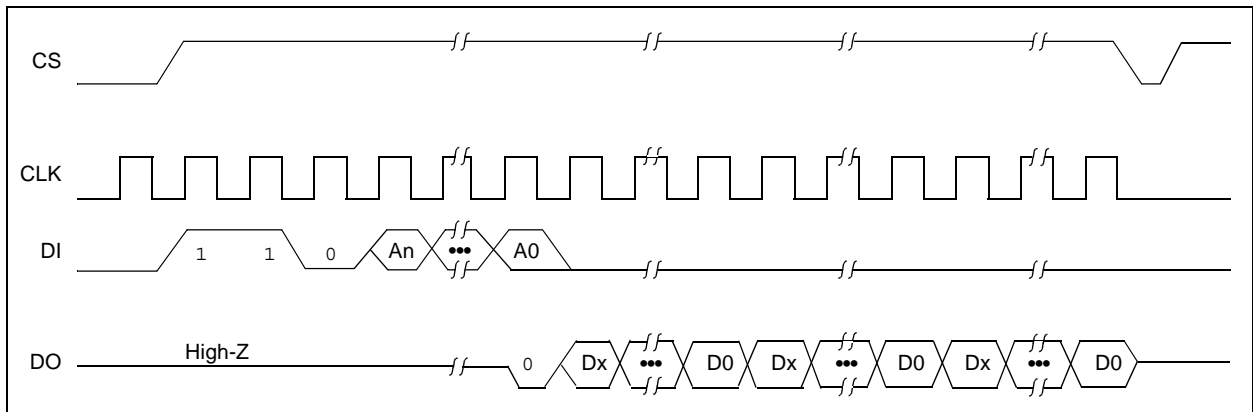 CS
CLK
DI 1 1 0 An ••• A0
High-Z
DO 0 Dx ••• D0 Dx ••• D0 Dx ••• D0